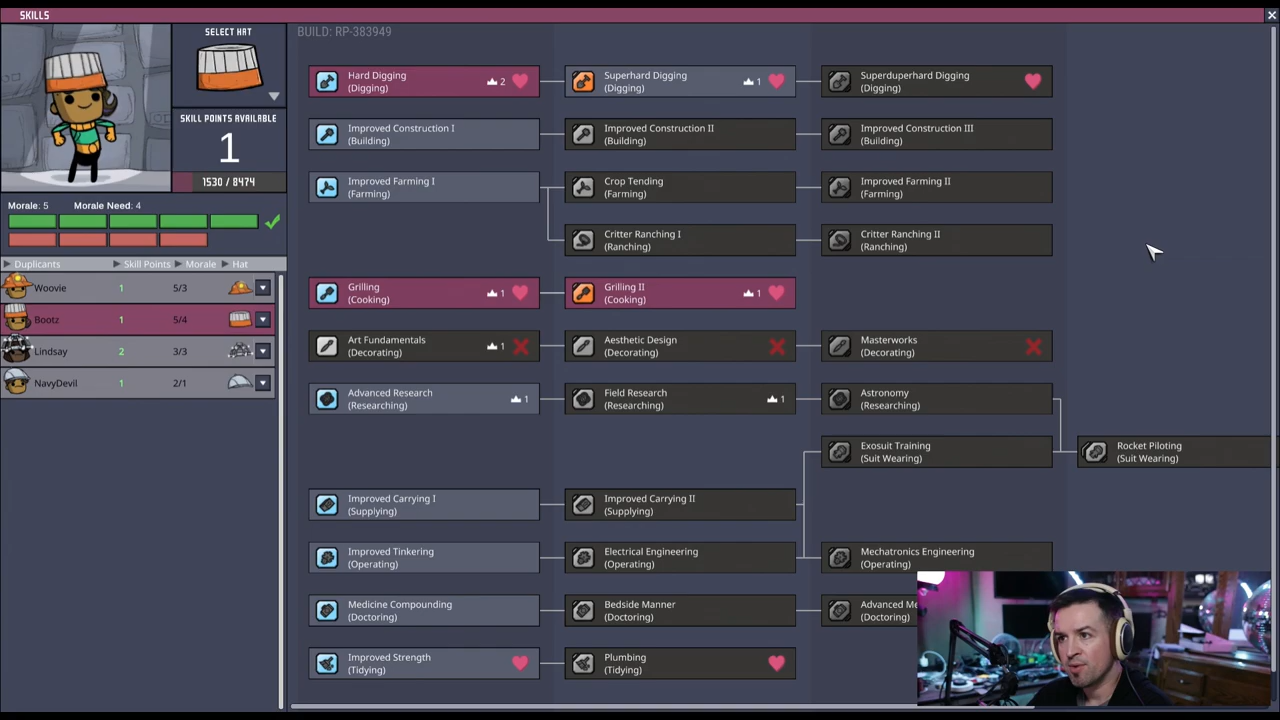 SKILLS
SELECT HAT
SKILL POINTS AVAILABLE
1
1530 / 8474
Morale: 5 Morale Need: 4
Duplicants Skill Points Morale Hat
Woovie 1 5/3
Bootz 1 5/4
Lindsay 2 3/3
NavyDevil 1 2/1
BUILD: RP-383949
Hard Digging
(Digging)
2
Superhard Digging
(Digging)
1
Superduperhard Digging
(Digging)
Improved Construction I
(Building)
Improved Construction II
(Building)
Improved Construction III
(Building)
Improved Farming I
(Farming)
Crop Tending
(Farming)
Improved Farming II
(Farming)
Critter Ranching I
(Ranching)
Critter Ranching II
(Ranching)
Grilling
(Cooking)
1
Grilling II
(Cooking)
1
Art Fundamentals
(Decorating)
1
Aesthetic Design
(Decorating)
Masterworks
(Decorating)
Advanced Research
(Researching)
1
Field Research
(Researching)
1
Astronomy
(Researching)
Exosuit Training
(Suit Wearing)
Rocket Piloting
(Suit Wearing)
Improved Carrying I
(Supplying)
Improved Carrying II
(Supplying)
Improved Tinkering
(Operating)
Electrical Engineering
(Operating)
Mechatronics Engineering
(Operating)
Medicine Compounding
(Doctoring)
Bedside Manner
(Doctoring)
Advanced Me
(Doctoring)
Improved Strength
(Tidying)
Plumbing
(Tidying)